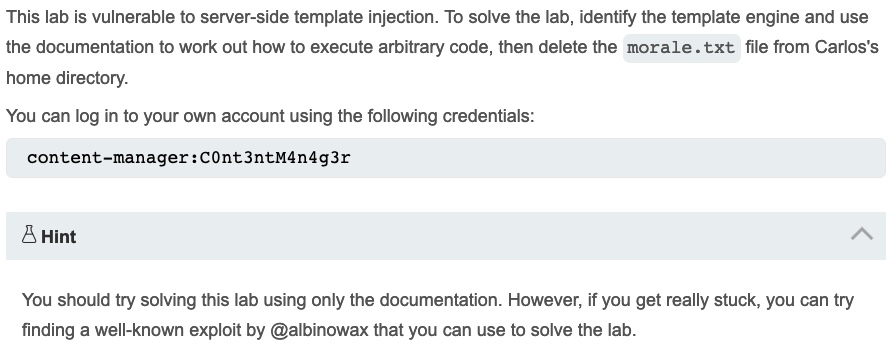 This lab is vulnerable to server-side template injection. To solve the lab, identify the template engine and use
the documentation to work out how to execute arbitrary code, then delete the morale.txt file from Carlos's
home directory.
You can log in to your own account using the following credentials:
content-manager:C0nt3ntM4n4g3r
Hint
You should try solving this lab using only the documentation. However, if you get really stuck, you can try
finding a well-known exploit by @albinowax that you can use to solve the lab.